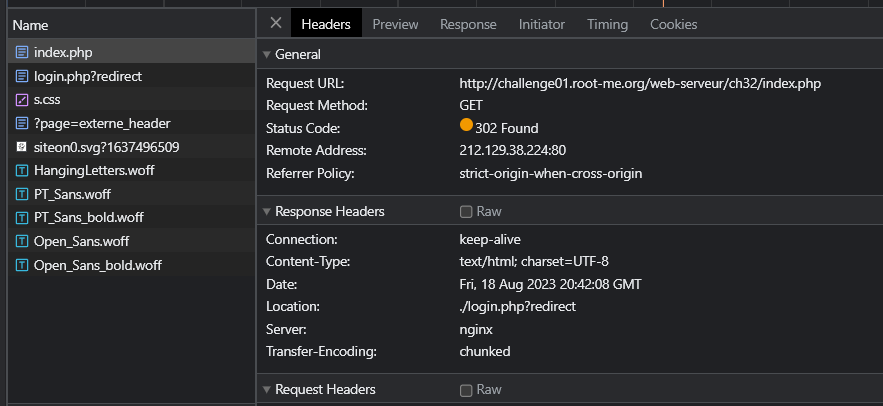 Name
index.php
login.php?redirect
s.css
?page=externe_header
siteon0.svg?1637496509
HangingLetters.woff
PT_Sans.woff
PT_Sans_bold.woff
Open_Sans.woff
Open_Sans_bold.woff
Headers Preview Response Initiator Timing Cookies
General
Request URL: http://challenge01.root-me.org/web-serveur/ch32/index.php
Request Method: GET
Status Code: 302 Found
Remote Address: 212.129.38.224:80
Referrer Policy: strict-origin-when-cross-origin
Response Headers Raw
Connection: keep-alive
Content-Type: text/html; charset=UTF-8
Date: Fri, 18 Aug 2023 20:42:08 GMT
Location: ./login.php?redirect
Server: nginx
Transfer-Encoding: chunked
Request Headers Raw